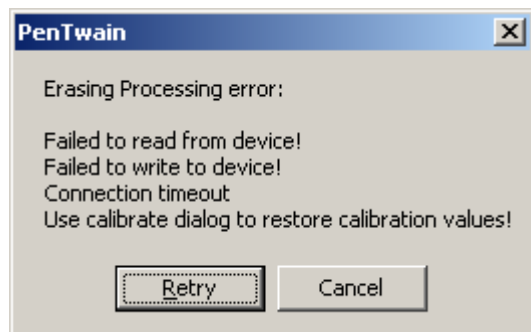 PenTwain
Erasing Processing error:
Failed to read from device!
Failed to write to device!
Connection timeout
Use calibrate dialog to restore calibration values!
Retry
Cancel